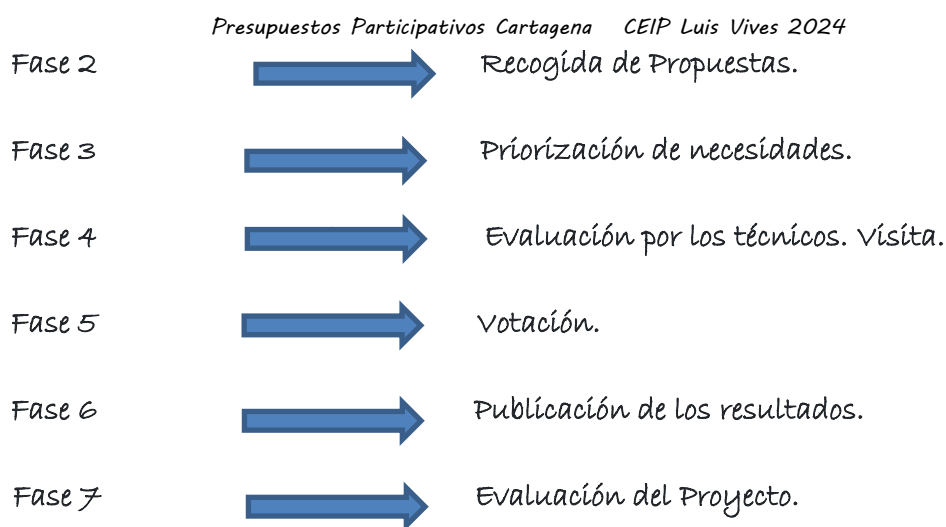 Presupuestos Participativos Cartagena CEIP Luis Vives 2024
Fase 2 Recogida de Propuestas.
Fase 3 Priorización de necesidades.
Fase 4 Evaluación por los técnicos. Visita.
Fase 5 Votación.
Fase 6 Publicación de los resultados.
Fase 7 Evaluación del Proyecto.